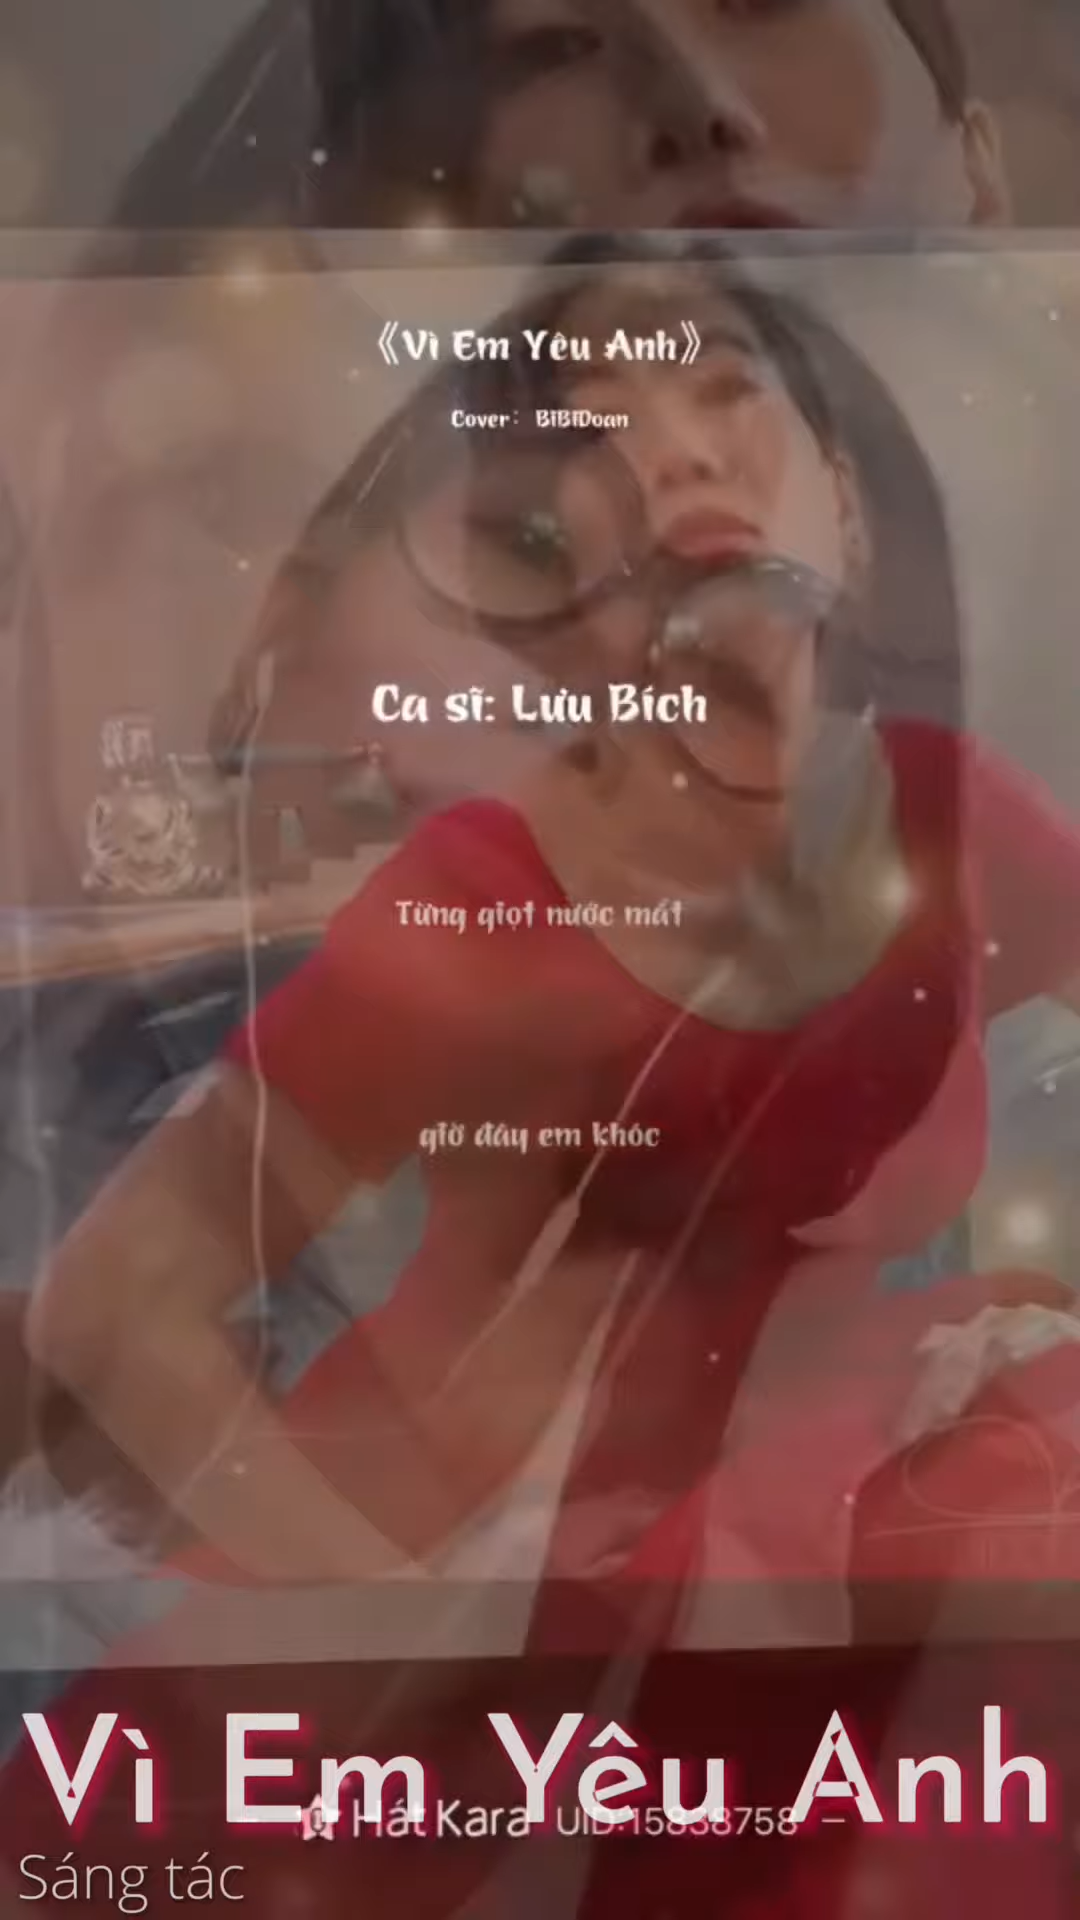 《Vì Em Yêu Anh》
Cover: BiBiDoan
Ca sĩ: Lưu Bích
Từng giọt nước mắt
giờ đây em khóc
Vì Em Yêu Anh
Hát Kara UID:15838758
Sáng tác